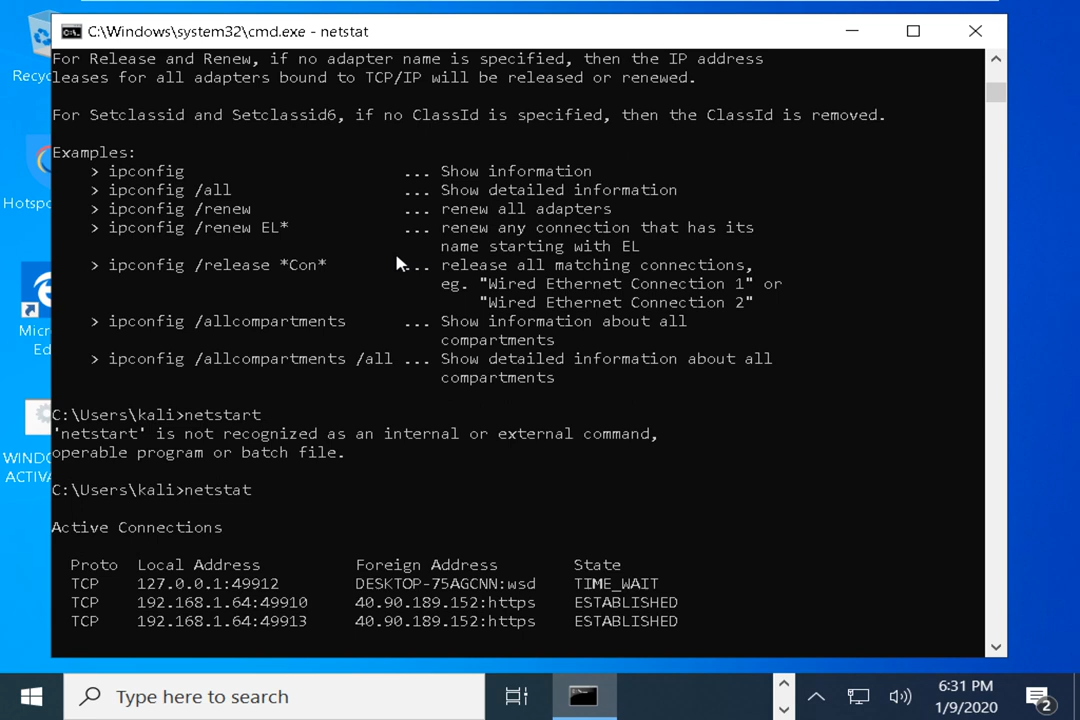 C:\Windows\system32\cmd.exe - netstat
For Release and Renew, if no adapter name is specified, then the IP address
leases for all adapters bound to TCP/IP will be released or renewed.
For Setclassid and Setclassid6, if no ClassId is specified, then the ClassId is removed.
Examples:
> ipconfig ... Show information
> ipconfig /all ... Show detailed information
> ipconfig /renew ... renew all adapters
> ipconfig /renew EL* ... renew any connection that has its
name starting with EL
> ipconfig /release *Con* ... release all matching connections,
eg. "Wired Ethernet Connection 1" or
"Wired Ethernet Connection 2"
> ipconfig /allcompartments ... Show information about all
compartments
> ipconfig /allcompartments /all ... Show detailed information about all
compartments
C:\Users\kali>netstart
'netstart' is not recognized as an internal or external command,
operable program or batch file.
C:\Users\kali>netstat
Active Connections
Proto Local Address Foreign Address State
TCP 127.0.0.1:49912 DESKTOP-75AGCNN:wsd TIME_WAIT
TCP 192.168.1.64:49910 40.90.189.152:https ESTABLISHED
TCP 192.168.1.64:49913 40.90.189.152:https ESTABLISHED
Recyc
Hotspo
Micr
Ed
WINDO
ACTIVA
Type here to search
6:31 PM
1/9/2020
2